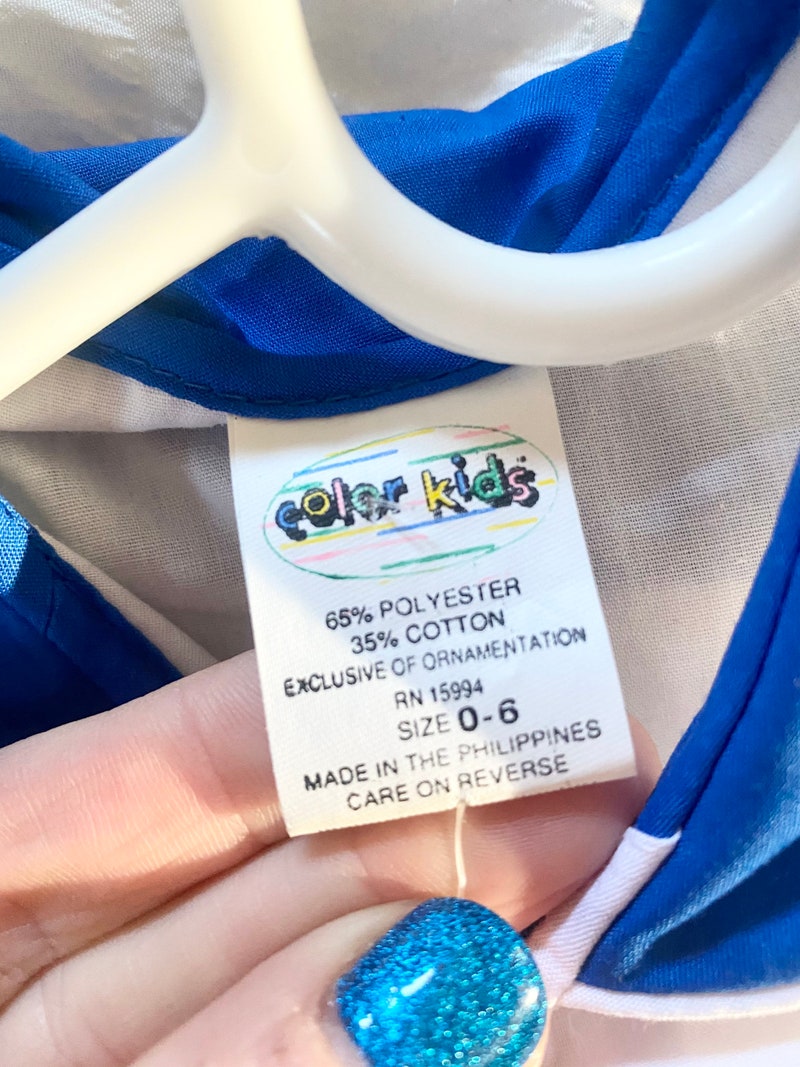 color kids
65% POLYESTER
35% COTTON
EXCLUSIVE OF ORNAMENTATION
RN 15994
SIZE 0-6
MADE IN THE PHILIPPINES
CARE ON REVERSE